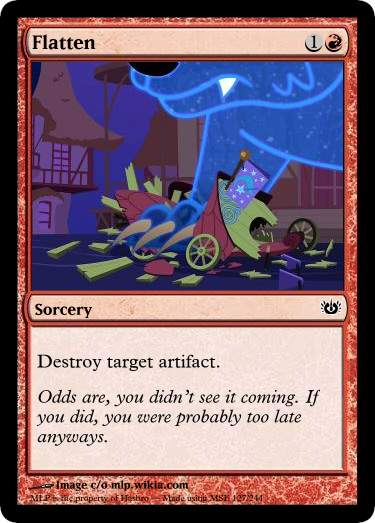 Flatten 1
Sorcery
Destroy target artifact.
Odds are, you didn't see it coming. If
you did, you were probably too late
anyways.
Image c/o mlp.wikia.com
MLP is the property of Hasbro — Made using MSE 127/244